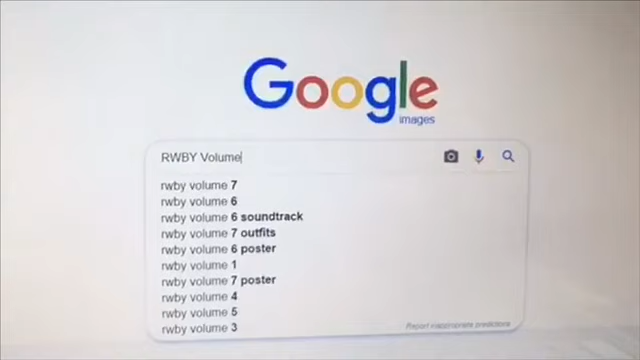 Google
images
RWBY Volume
rwby volume 7
rwby volume 6
rwby volume 6 soundtrack
rwby volume 7 outfits
rwby volume 6 poster
rwby volume 1
rwby volume 7 poster
rwby volume 4
rwby volume 5
rwby volume 3
Report inappropriate predictions